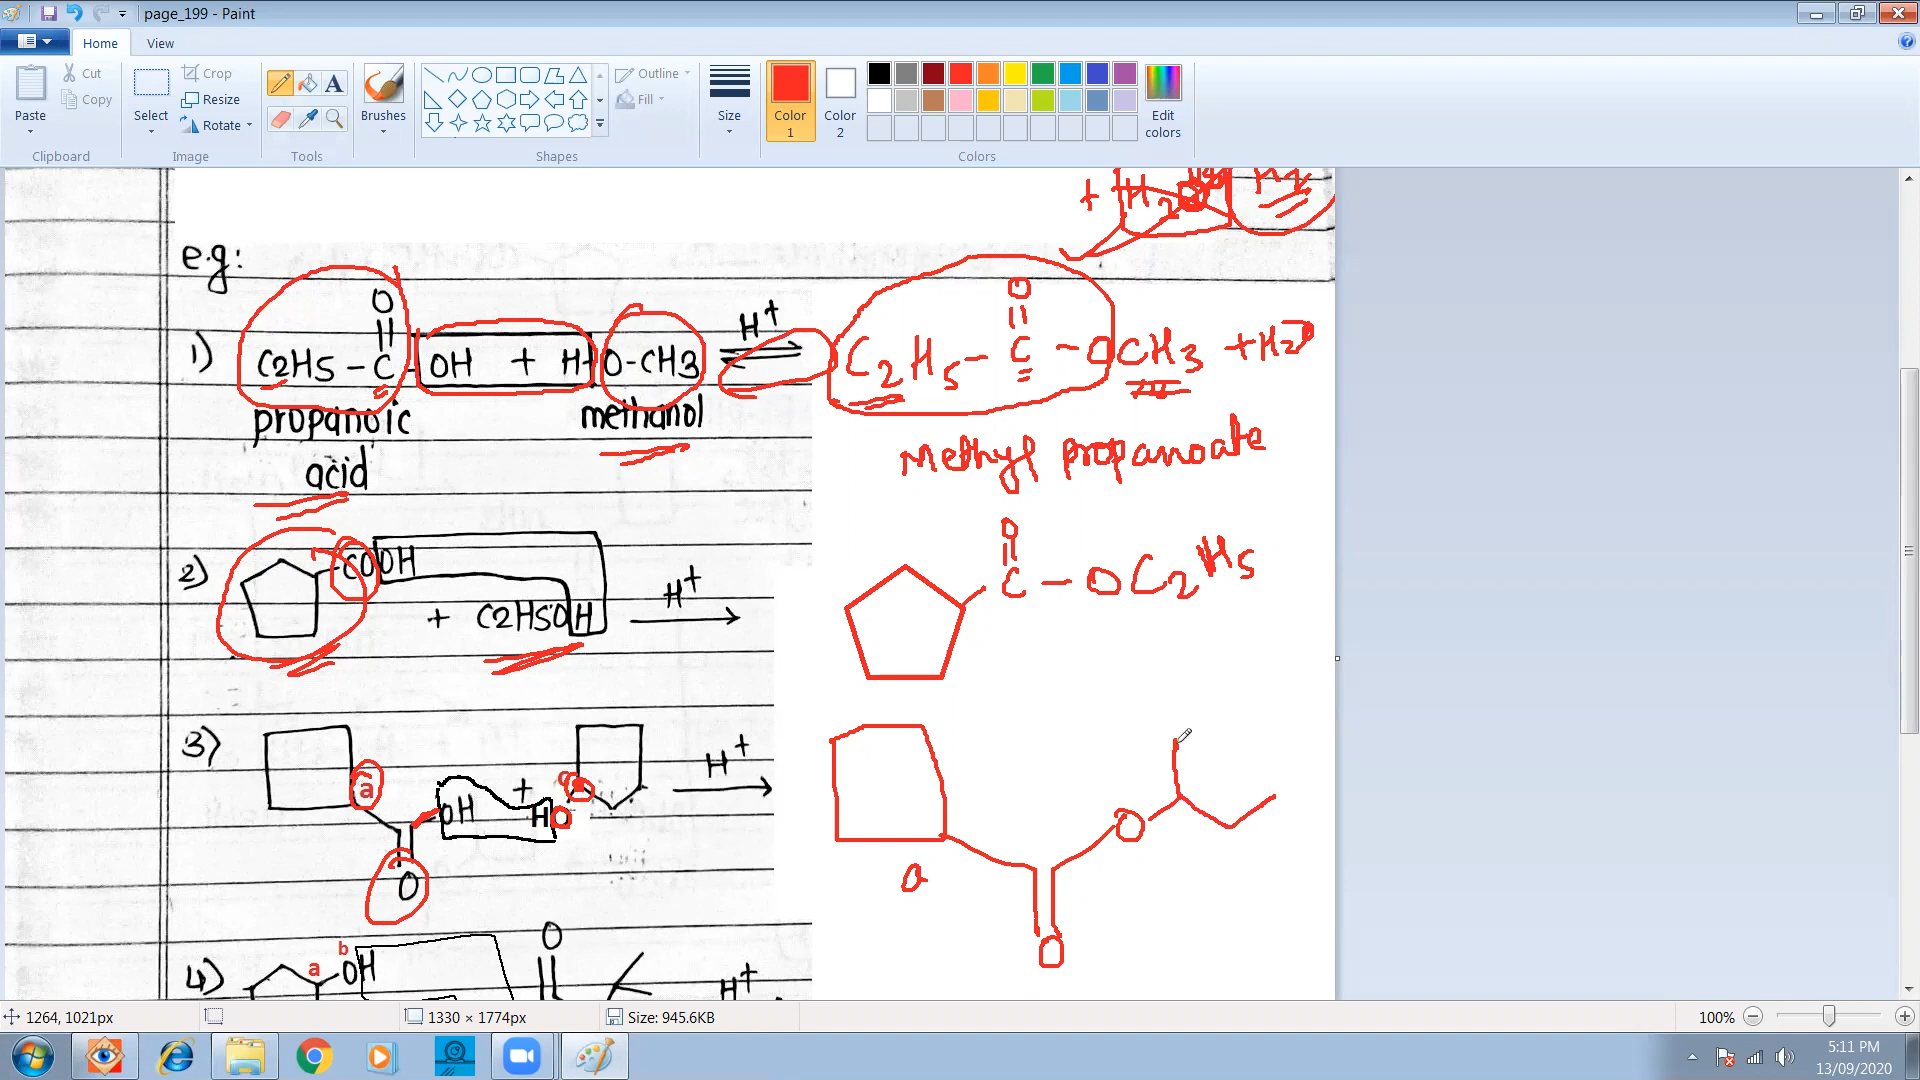 page_199 - Paint
Home
View
Paste
Cut
Copy
Clipboard
Select
Crop
Resize
Rotate
Image
A
Tools
Brushes
Outline
Fill
Shapes
Size
Color 1
Color 2
Edit colors
Colors
+ H2O
e.g:
O
O
1) C2H5 - C - OH + H+O-CH3 H+ C2H5 - C - OCH3 + H2O
propanoic acid
methanol
Methyl propanoate
O
2) COOH + C2H5OH H+ C - OC2H5
3) a OH + HO H+
O
O
a
O
4) a b OH O H+
1264, 1021px
1330 × 1774px
Size: 945.6KB
100%
5:11 PM
13/09/2020